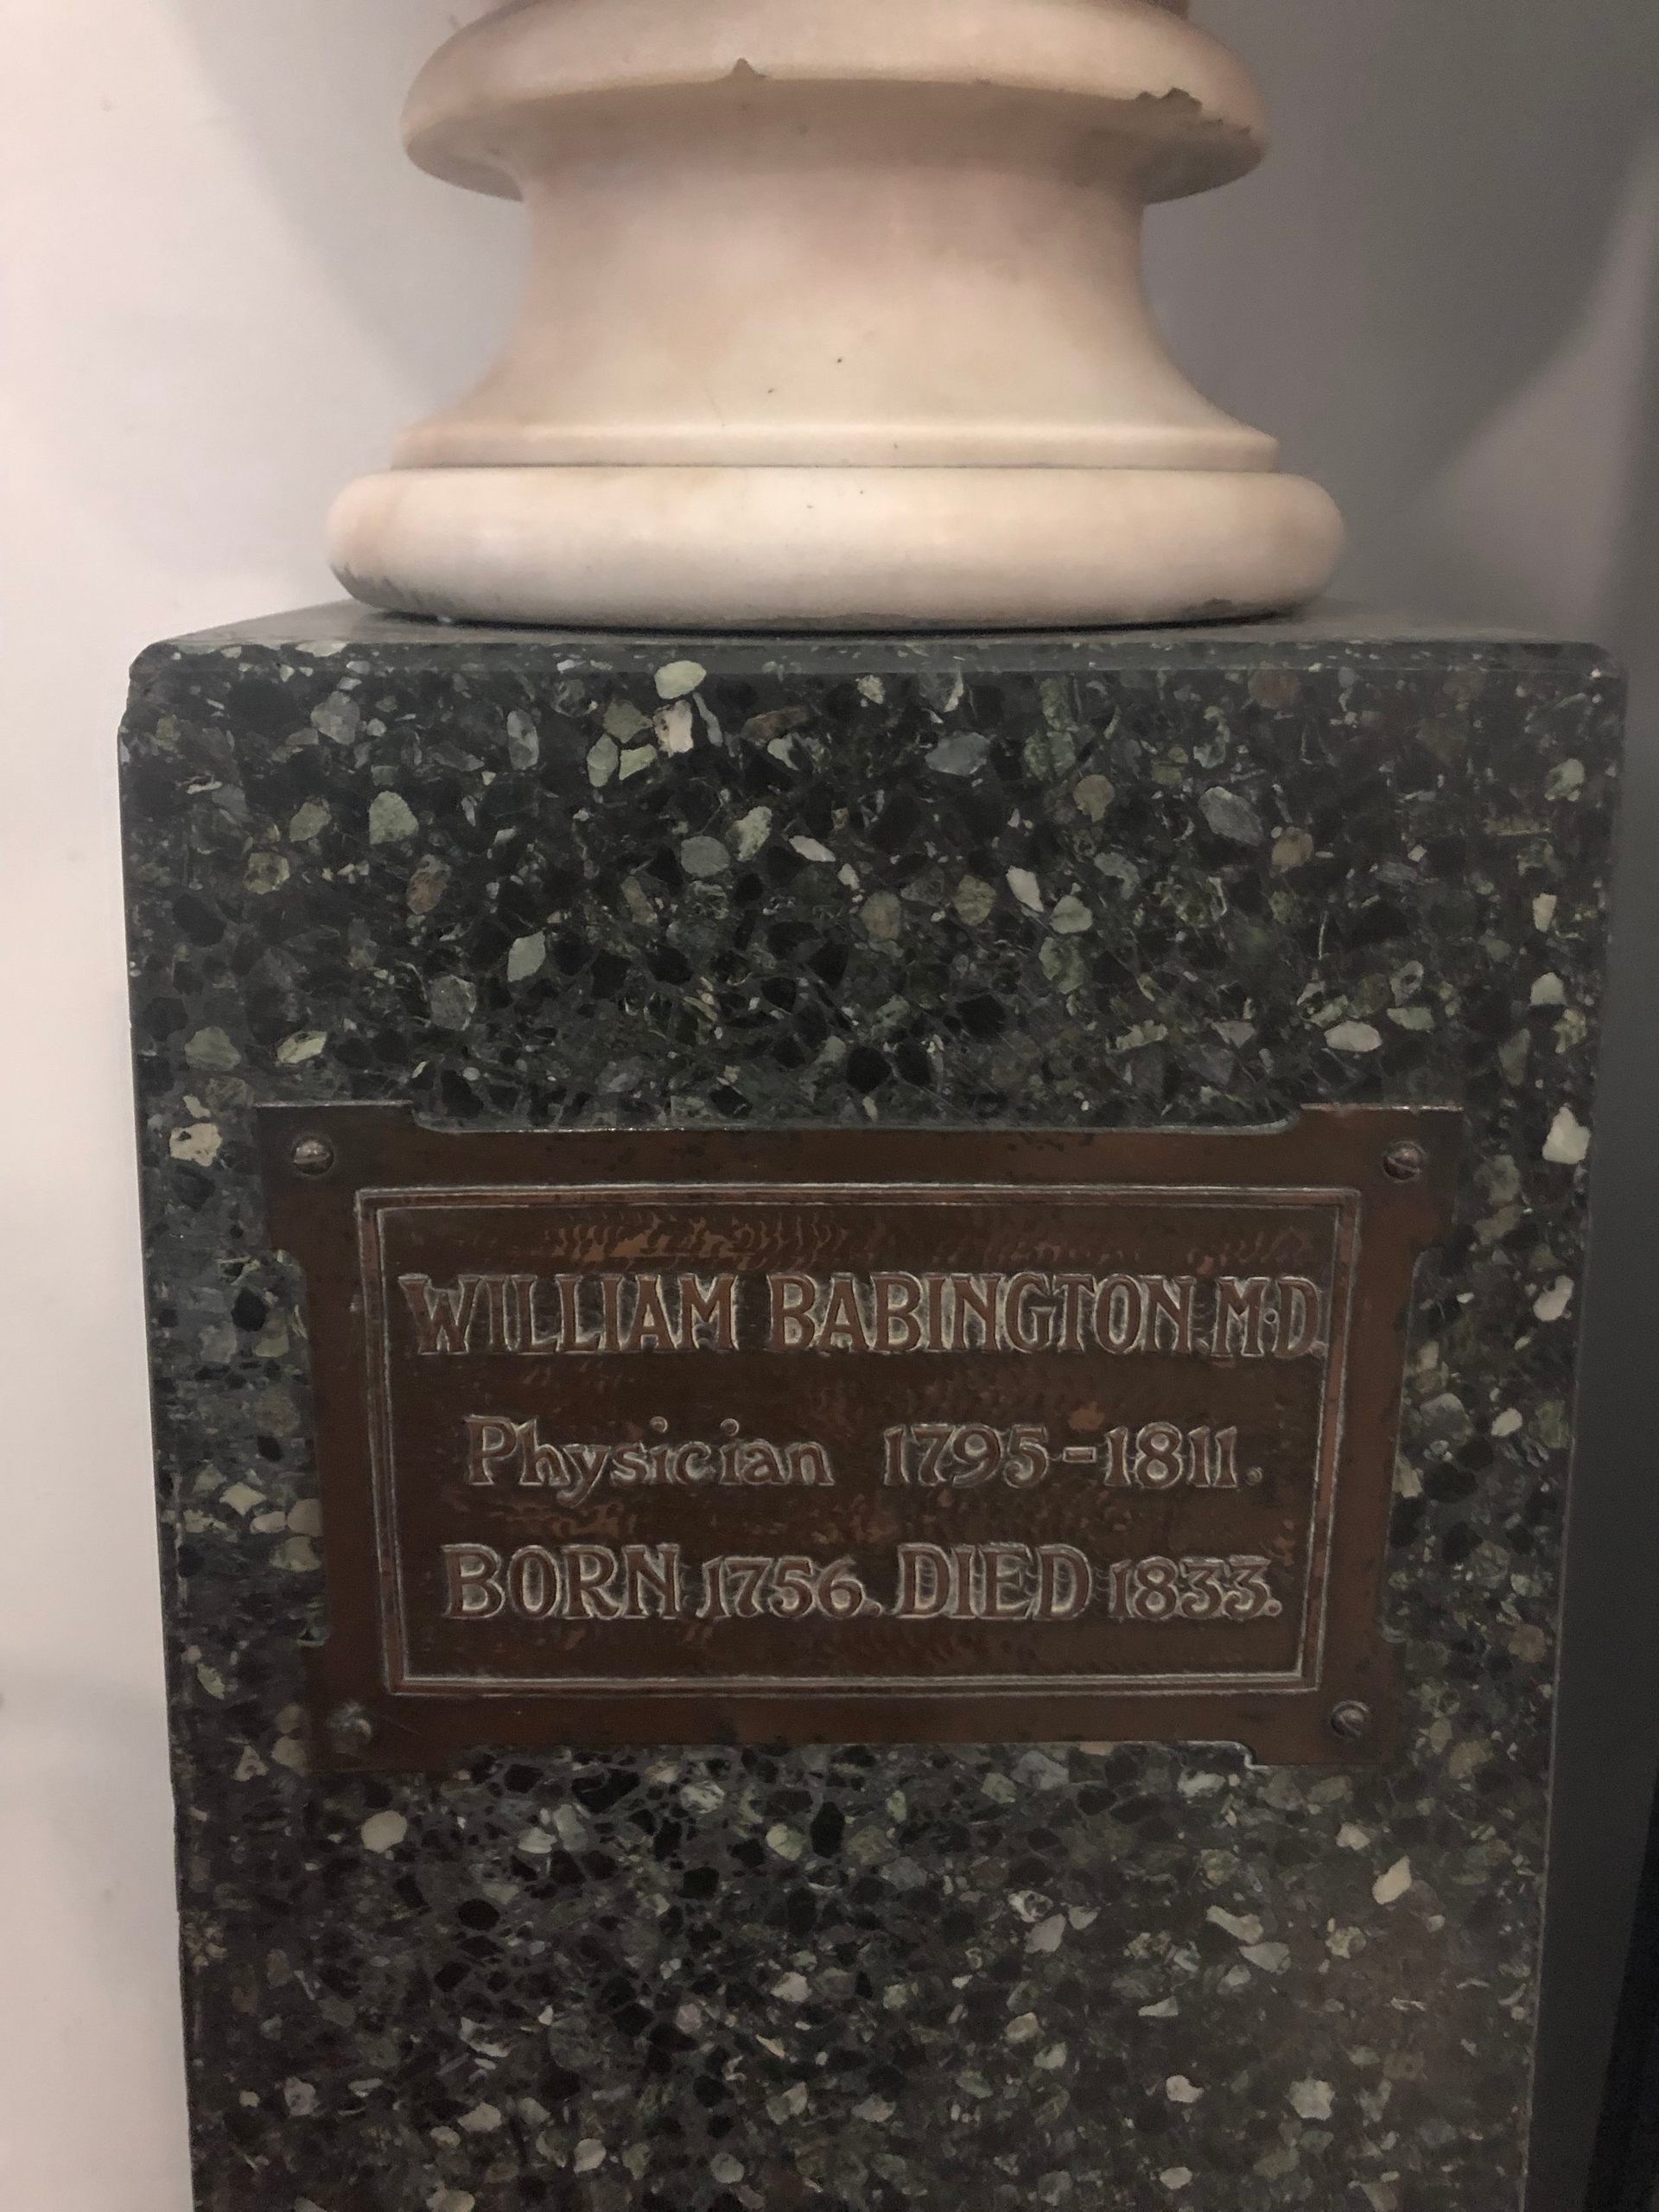 WILLIAM BABINGTON.M.D.
Physician 1795-1811.
BORN 1756. DIED 1833.